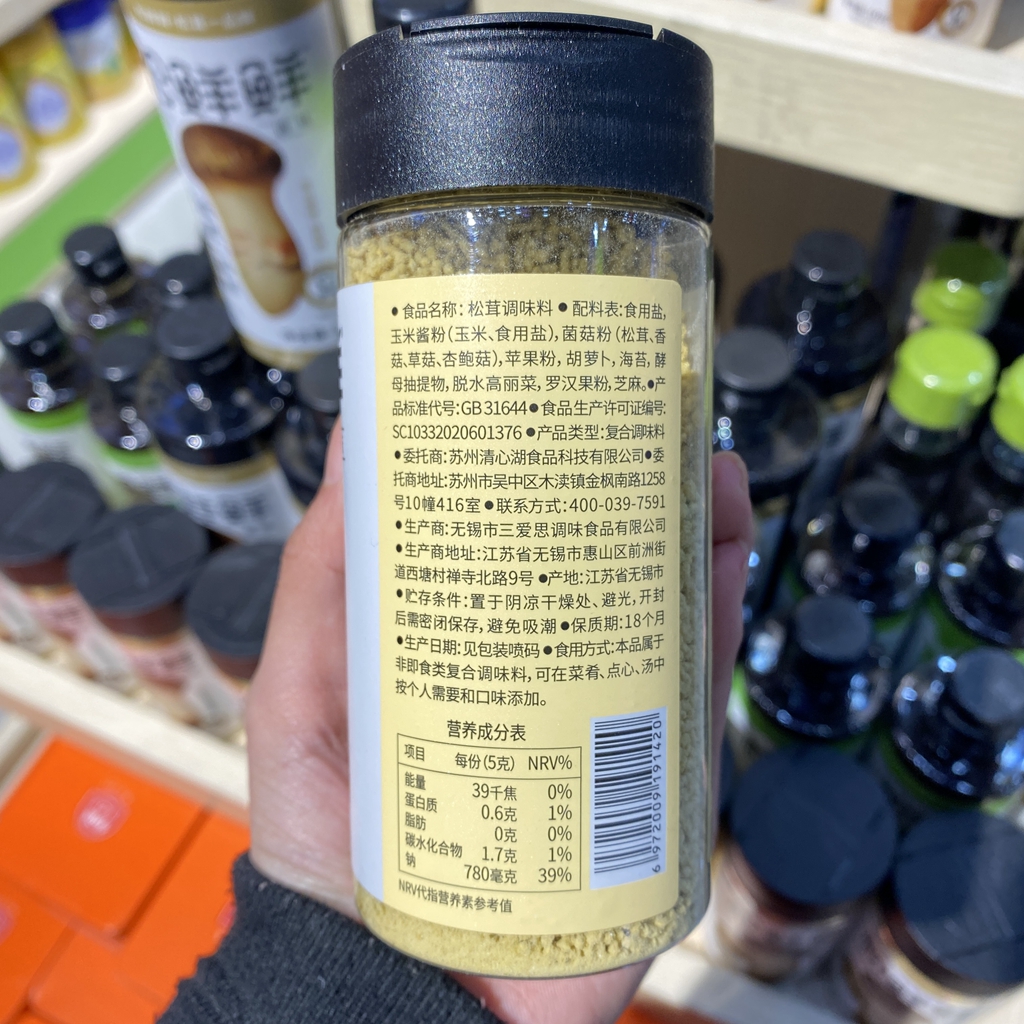 鲜鲜
●食品名称:松茸调味料 ●配料表:食用盐,
玉米酱粉(玉米、食用盐),菌菇粉(松茸、香
菇、草菇、杏鲍菇),苹果粉,胡萝卜,海苔,酵
母抽提物,脱水高丽菜,罗汉果粉,芝麻。●产
品标准代号:GB 31644●食品生产许可证编号:
SC10332020601376 ●产品类型:复合调味料
●委托商:苏州清心湖食品科技有限公司●委
托商地址:苏州市吴中区木渎镇金枫南路1258
号10幢416室 ●联系方式:400-039-7591
●生产商:无锡市三爱思调味食品有限公司
●生产商地址:江苏省无锡市惠山区前洲街
道西塘村禅寺北路9号 ●产地:江苏省无锡市
●贮存条件:置于阴凉干燥处、避光,开封
后需密闭保存,避免吸潮 ●保质期:18个月
●生产日期:见包装喷码 ●食用方式:本品属于
非即食类复合调味料,可在菜肴、点心、汤中
按个人需要和口味添加。
营养成分表
项目 每份(5克) NRV%
能量 39千焦 0%
蛋白质 0.6克 1%
脂肪 0克 0%
碳水化合物 1.7克 1%
钠 780毫克 39%
NRV代指营养素参考值
6 972009 191420